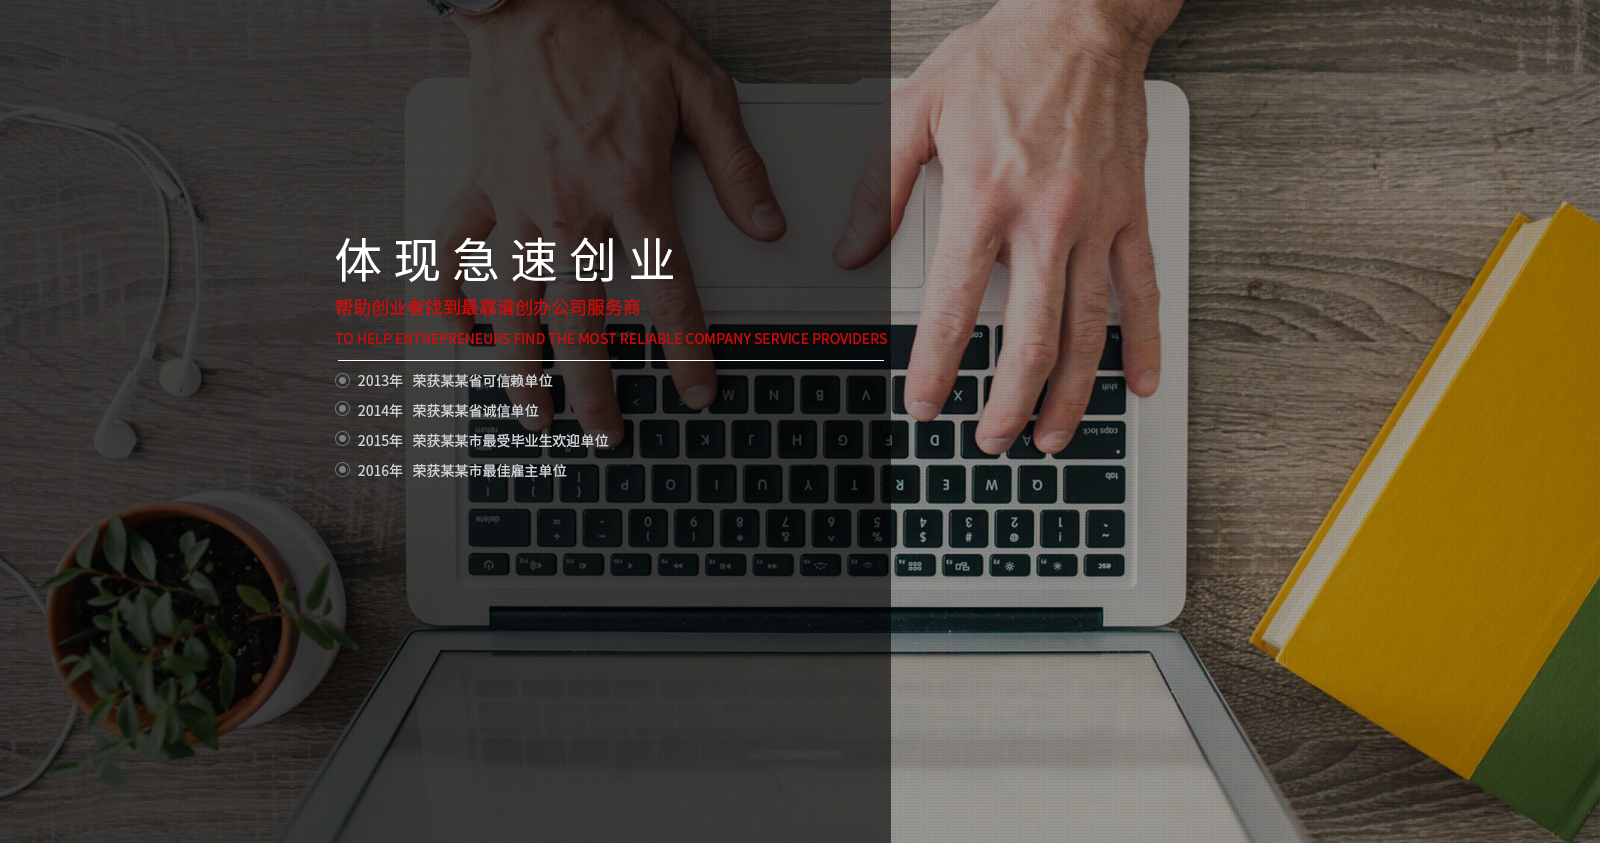 体现急速创业
帮助创业者找到最靠谱创办公司服务商
TO HELP ENTREPRENEURS FIND THE MOST RELIABLE COMPANY SERVICE PROVIDERS
2013年 荣获某某省可信赖单位
2014年 荣获某某省诚信单位
2015年 荣获某某市最受毕业生欢迎单位
2016年 荣获某某市最佳雇主单位